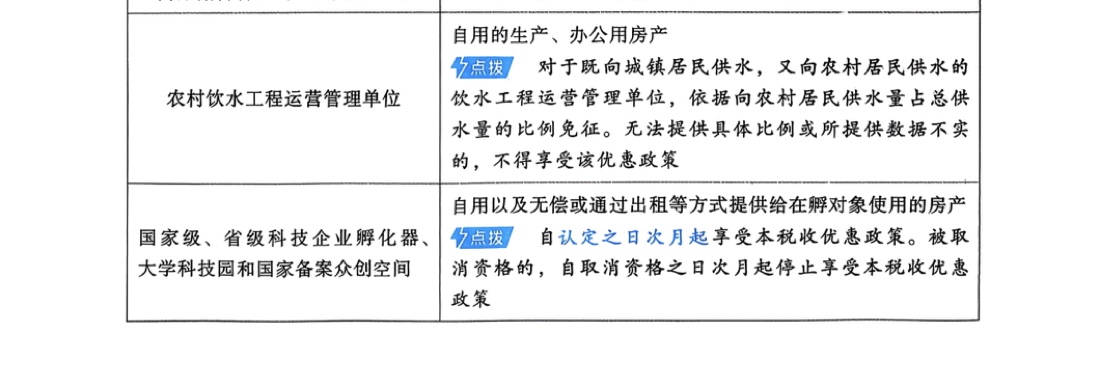 自用的生产、办公用房产
点拨 对于既向城镇居民供水，又向农村居民供水的
农村饮水工程运营管理单位
饮水工程运营管理单位，依据向农村居民供水量占总供
水量的比例免征。无法提供具体比例或所提供数据不实
的，不得享受该优惠政策
自用以及无偿或通过出租等方式提供给在孵对象使用的房产
国家级、省级科技企业孵化器、
大学科技园和国家备案众创空间
点拨 自认定之日次月起享受本税收优惠政策。被取
消资格的，自取消资格之日次月起停止享受本税收优惠
政策